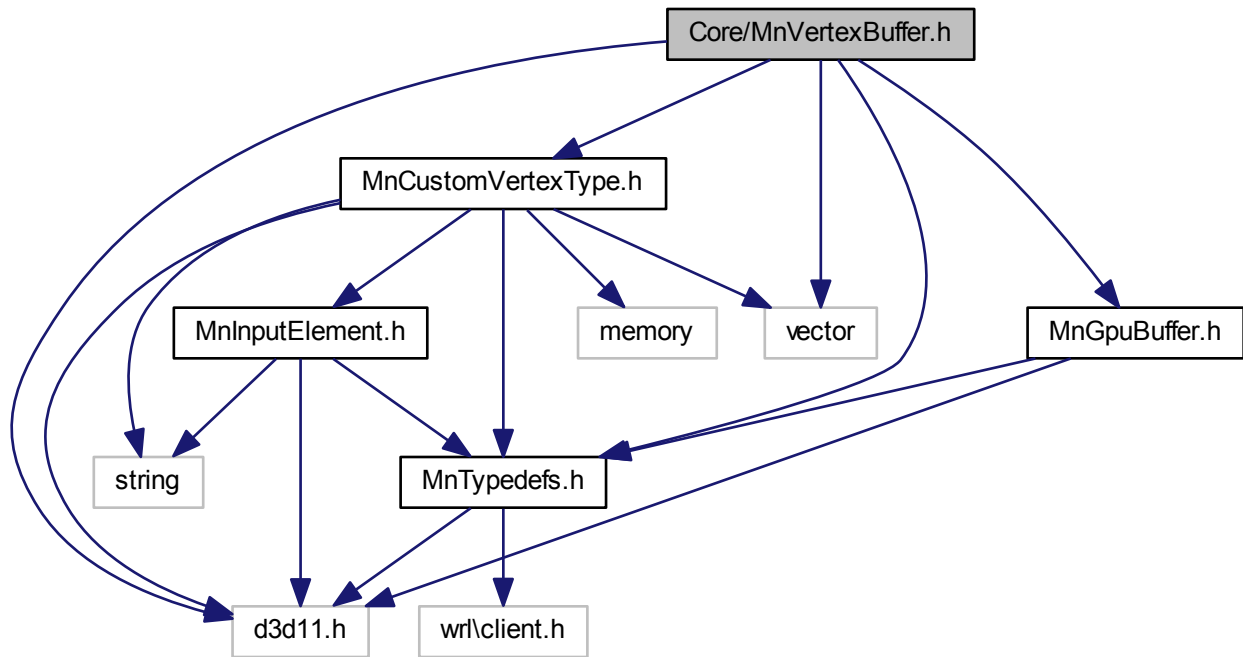 Core/MnVertexBuffer.h
MnCustomVertexType.h
MnInputElement.h
memory
vector
MnGpuBuffer.h
string
MnTypedefs.h
d3d11.h
wrl\client.h